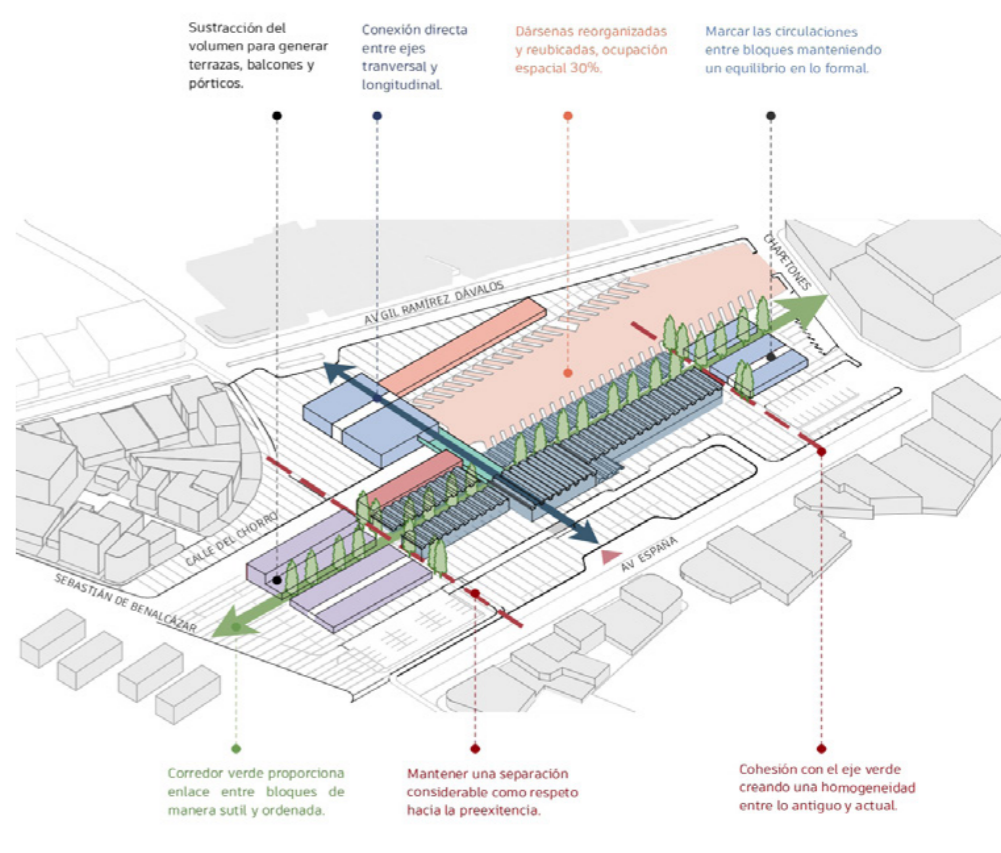 Sustracción del
volumen para generar
terrazas, balcones y
pórticos.
Conexión directa
entre ejes
tranversal y
longitudinal.
Dársenas reorganizadas
y reubicadas, ocupación
espacial 30%.
Marcar las circulaciones
entre bloques manteniendo
un equilibrio en lo formal.
CHAPETONES
AV GIL RAMÍREZ DÁVALOS
CALLE DEL CHORRO
SEBASTIÁN DE BENALCÁZAR
AV ESPAÑA
Corredor verde proporciona
enlace entre bloques de
manera sutil y ordenada.
Mantener una separación
considerable como respeto
hacia la preexitencia.
Cohesión con el eje verde
creando una homogeneidad
entre lo antiguo y actual.